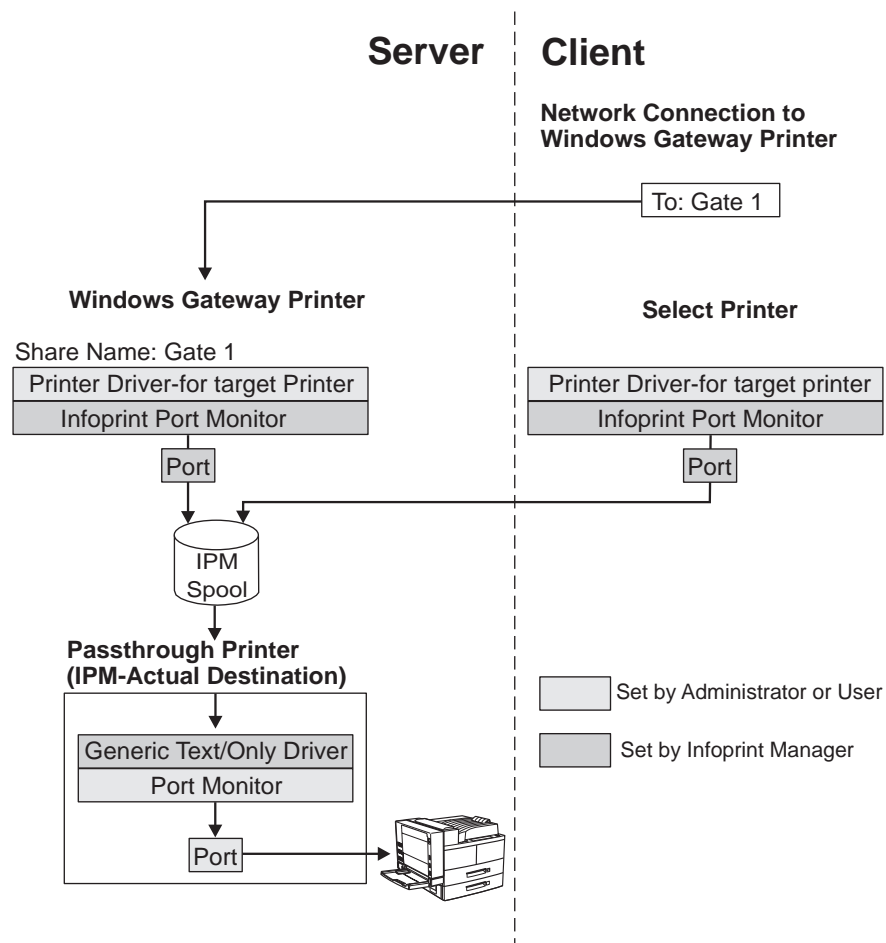 Server
Client
Network Connection to
Windows Gateway Printer
To: Gate 1
Windows Gateway Printer
Select Printer
Share Name: Gate 1
Printer Driver-for target Printer
Infoprint Port Monitor
Port
Printer Driver-for target printer
Infoprint Port Monitor
Port
IPM
Spool
Passthrough Printer
(IPM-Actual Destination)
Generic Text/Only Driver
Port Monitor
Port
Set by Administrator or User
Set by Infoprint Manager